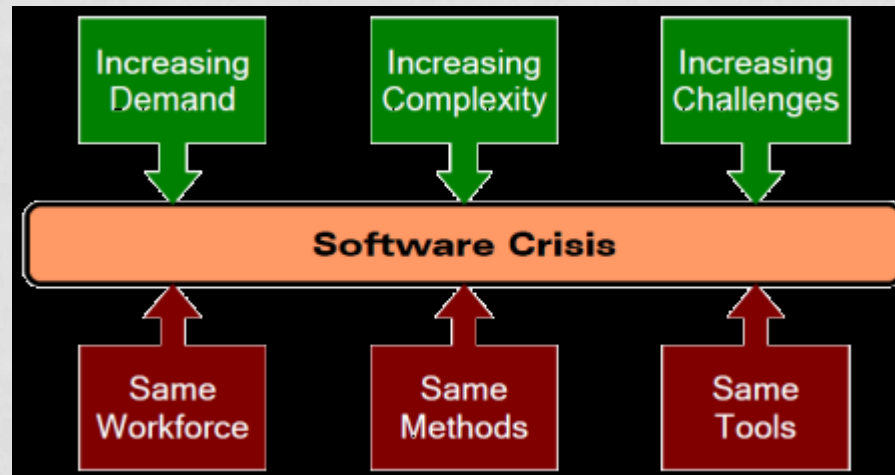 Increasing
Demand
Increasing
Complexity
Increasing
Challenges
Software Crisis
Same
Workforce
Same
Methods
Same
Tools